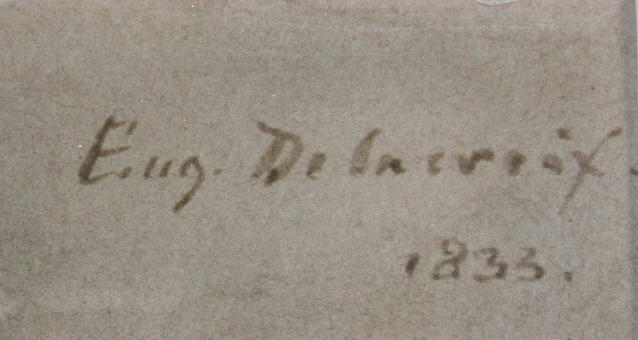 Eug. Delacroix.
1833.